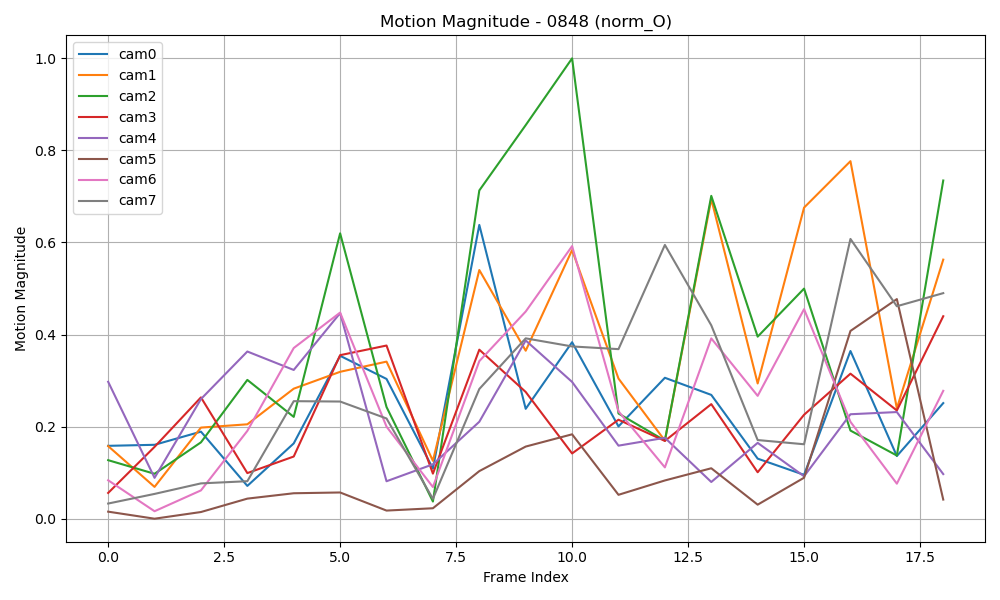 Motion Magnitude - 0848 (norm_O)
cam0
cam1
cam2
cam3
cam4
cam5
cam6
cam7
Motion Magnitude
1.0
0.8
0.6
0.4
0.2
0.0
0.0 2.5 5.0 7.5 10.0 12.5 15.0 17.5
Frame Index